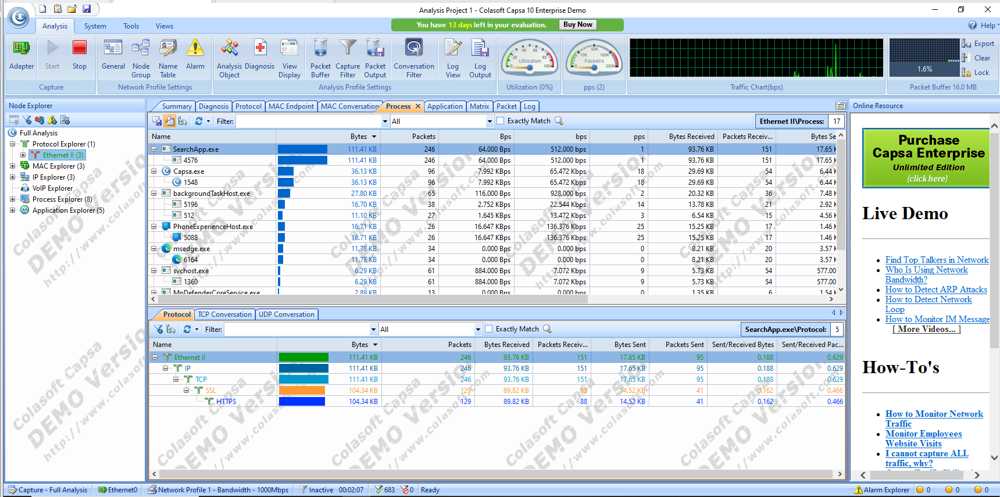 Analysis Project 1 - Colasoft Capsa 10 Enterprise Demo
Analysis System Tools Views
You have 13 days left in your evaluation. Buy Now
Help
Adapter Start Stop
Capture
General Node Group Name Table Alarm
Network Profile Settings
Analysis Object Diagnosis View Display Packet Buffer Capture Filter Packet Output Conversation Filter Log View Log Output
Analysis Profile Settings
0 20 40 60 80 100
Utilization
Utilization (0%)
10K 50K 100K 200K
Packet/s
pps (2)
Traffic Chart(bps)
1.6%
Export
Clear
Lock
Packet Buffer 16.0 MB
Node Explorer
Full Analysis
Protocol Explorer (1)
Ethernet II (3)
MAC Explorer (3)
IP Explorer (3)
VoIP Explorer
Process Explorer (8)
Application Explorer (5)
Summary Diagnosis Protocol MAC Endpoint MAC Conversation Process Application Matrix Packet Log
Filter: All Exactly Match Ethernet II\Process: 17
Name Bytes Packets Bps bps pps Bytes Received Packets Receiv... Bytes Se
SearchApp.exe 111.41 KB 246 64.000 Bps 512.000 bps 1 93.76 KB 151 17.65 K
4576 111.41 KB 246 64.000 Bps 512.000 bps 1 93.76 KB 151 17.65 K
Capsa.exe 36.13 KB 96 7.992 KBps 65.472 Kbps 18 29.69 KB 54 6.44 K
1548 36.13 KB 96 7.992 KBps 65.472 Kbps 18 29.69 KB 54 6.44 K
backgroundTaskHost.exe 27.80 KB 65 116.000 Bps 928.000 bps 2 20.32 KB 36 7.48 K
5196 16.70 KB 38 2.752 KBps 22.544 Kbps 14 13.78 KB 21 2.92 K
512 11.10 KB 27 1.645 KBps 13.472 Kbps 3 6.54 KB 15 4.56 K
PhoneExperienceHost.exe 16.71 KB 26 16.647 KBps 136.376 Kbps 25 15.25 KB 17 1.46 K
5088 16.71 KB 26 16.647 KBps 136.376 Kbps 25 15.25 KB 17 1.46 K
msedge.exe 11.78 KB 34 0.000 Bps 0.000 bps 0 8.21 KB 20 3.57 K
6164 11.78 KB 34 0.000 Bps 0.000 bps 0 8.21 KB 20 3.57 K
svchost.exe 6.29 KB 61 884.000 Bps 7.072 Kbps 9 5.73 KB 54 577.00
1360 6.29 KB 61 884.000 Bps 7.072 Kbps 9 5.73 KB 54 577.00
MpDefenderCoreService.exe 2.89 KB 13 0.000 Bps 0.000 bps 0 1.35 KB 6 1.54 K
Protocol TCP Conversation UDP Conversation
Filter: All Exactly Match SearchApp.exe\Protocol: 5
Name Bytes Packets Bytes Received Packets Receiv... Bytes Sent Packets Sent Sent/Received Bytes Sent/Received Pac...
Ethernet II 111.41 KB 246 93.76 KB 151 17.65 KB 95 0.188 0.629
IP 111.41 KB 246 93.76 KB 151 17.65 KB 95 0.188 0.629
TCP 111.41 KB 246 93.76 KB 151 17.65 KB 95 0.188 0.629
SSL 104.34 KB 129 89.82 KB 88 14.52 KB 41 0.162 0.466
HTTPS 104.34 KB 129 89.82 KB 88 14.52 KB 41 0.162 0.466
Colasoft Capsa
DEMO Version
http://www.colasoft.com
Online Resource
Purchase
Capsa Enterprise
Unlimited Edition
(click here)
Live Demo
Find Top Talkers in Network
Who Is Using Network
Bandwidth?
How to Detect ARP Attacks
How to Detect Network
Loop
How to Monitor IM Message
[ More Videos... ]
How-To's
How to Monitor Network
Traffic
Monitor Employees
Website Visits
I cannot capture ALL
traffic, why?
Capture - Full Analysis Ethernet0 Network Profile 1 - Bandwidth - 1000Mbps Inactive 00:02:07 683 0 Ready Alarm Explorer 0 0 0